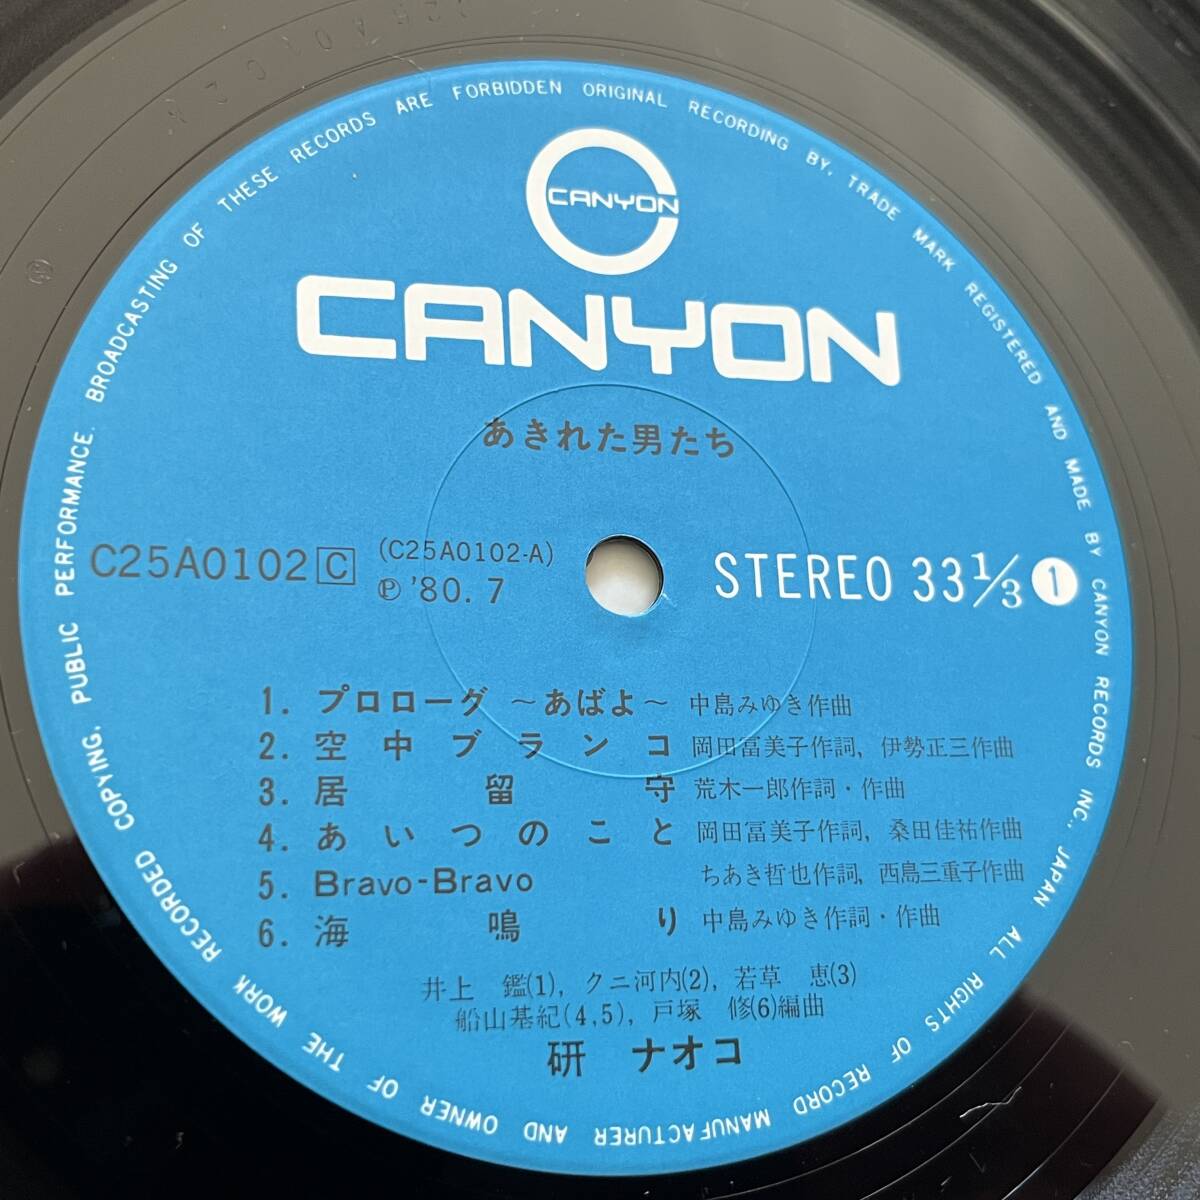 CANYON
CANYON
あきれた男たち
C25A0102 C (C25A0102-A)
℗ '80. 7
STEREO 33 1/3 1
1. プロローグ ～あばよ～ 中島みゆき作曲
2. 空中ブランコ 岡田冨美子作詞, 伊勢正三作曲
3. 居留守 荒木一郎作詞・作曲
4. あいつのこと 岡田冨美子作詞, 桑田佳祐作曲
5. Bravo-Bravo ちあき哲也作詞, 西島三重子作曲
6. 海鳴り 中島みゆき作詞・作曲
井上 鑑(1), クニ河内(2), 若草 恵(3)
船山基紀(4,5), 戸塚 修(6)編曲
研 ナオコ
ORIGINAL RECORDING BY, TRADE MARK REGISTERED AND MADE BY CANYON RECORDS INC., JAPAN ALL RIGHTS OF RECORD MANUFACTURER AND OWNER OF THE WORK RECORDED COPYING, PUBLIC PERFORMANCE. BROADCASTING OF THESE RECORDS ARE FORBIDDEN